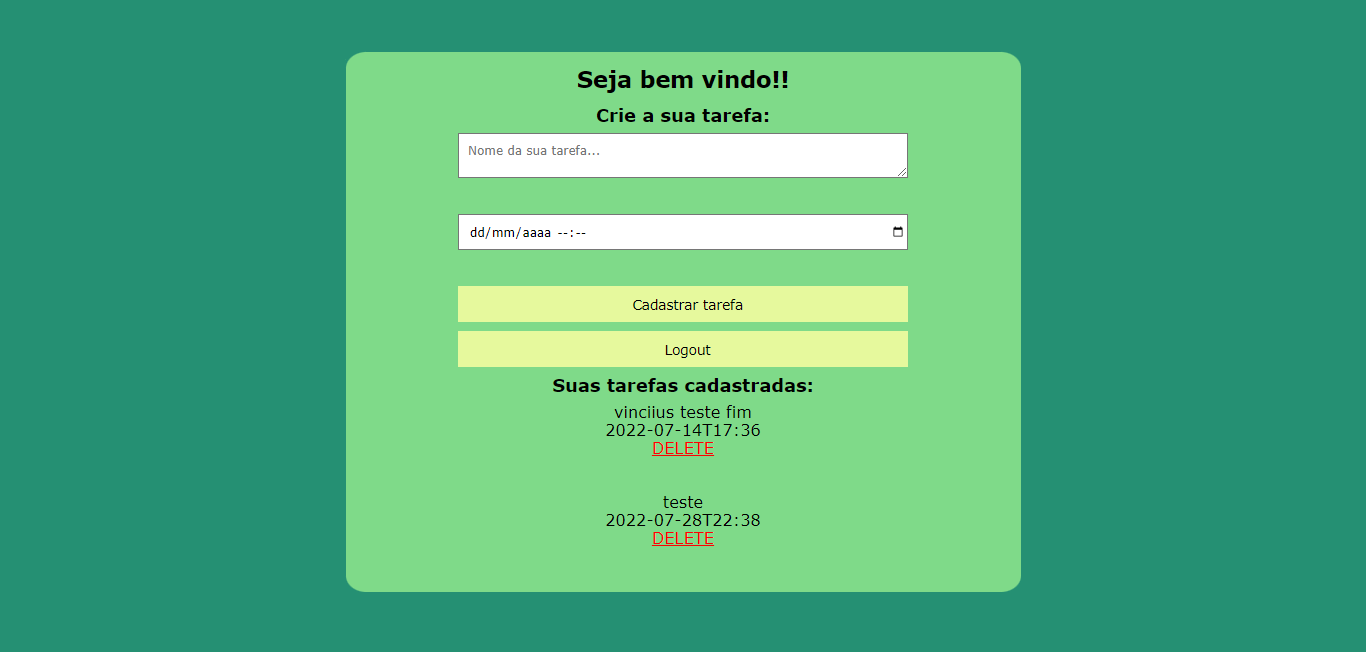 Seja bem vindo!!
Crie a sua tarefa:
Nome da sua tarefa...
dd/mm/aaaa --:--
Cadastrar tarefa
Logout
Suas tarefas cadastradas:
vinciius teste fim
2022-07-14T17:36
DELETE
teste
2022-07-28T22:38
DELETE